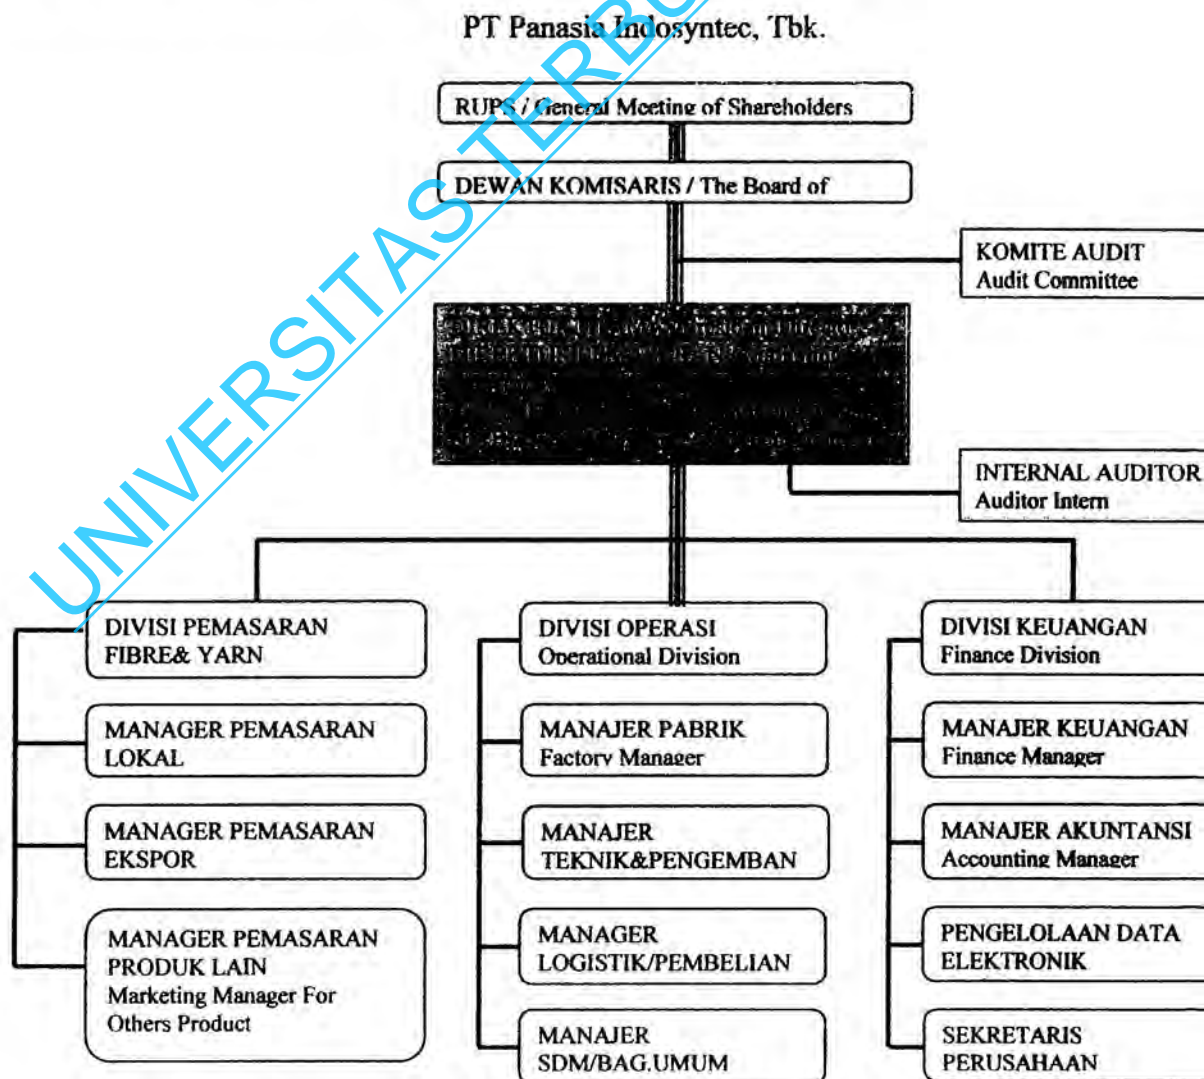 PT Panasia Indosyntec, Tbk.
RUPS / General Meeting of Shareholders
DEWAN KOMISARIS / The Board of
KOMITE AUDIT
Audit Committee
INTERNAL AUDITOR
Auditor Intern
DIVISI PEMASARAN
FIBRE& YARN
MANAGER PEMASARAN
LOKAL
MANAGER PEMASARAN
EKSPOR
MANAGER PEMASARAN
PRODUK LAIN
Marketing Manager For
Others Product
DIVISI OPERASI
Operational Division
MANAJER PABRIK
Factory Manager
MANAJER
TEKNIK&PENGEMBAN
MANAGER
LOGISTIK/PEMBELIAN
MANAJER
SDM/BAG.UMUM
DIVISI KEUANGAN
Finance Division
MANAJER KEUANGAN
Finance Manager
MANAJER AKUNTANSI
Accounting Manager
PENGELOLAAN DATA
ELEKTRONIK
SEKRETARIS
PERUSAHAAN
UNIVERSITAS TERBU